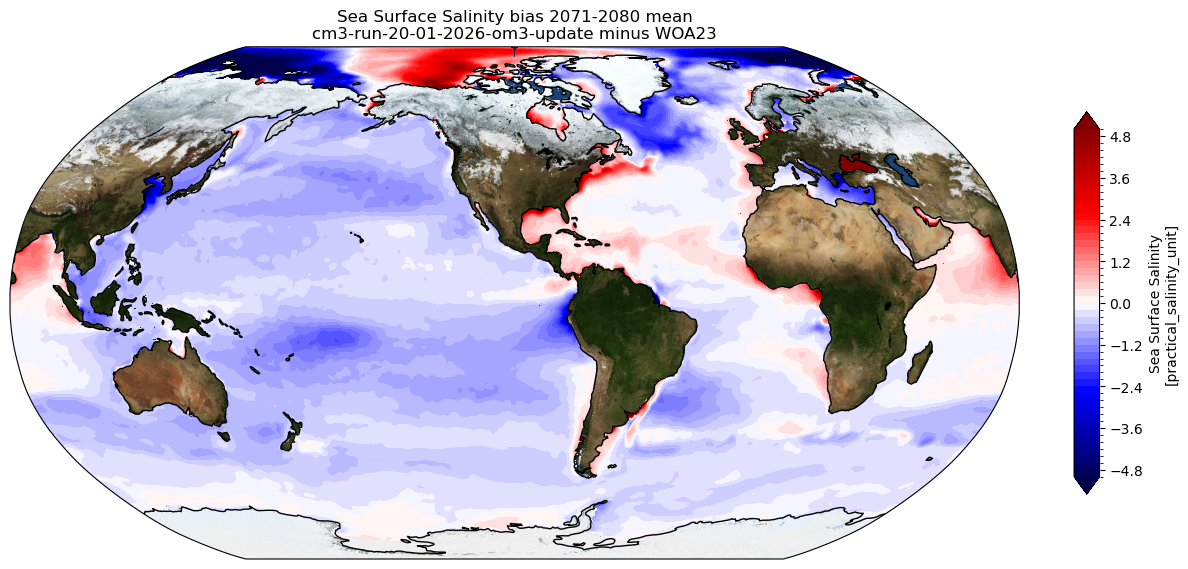 Sea Surface Salinity bias 2071-2080 mean
cm3-run-20-01-2026-om3-update minus WOA23
4.8
3.6
2.4
1.2
0.0
−1.2
−2.4
−3.6
−4.8
Sea Surface Salinity
[practical_salinity_unit]